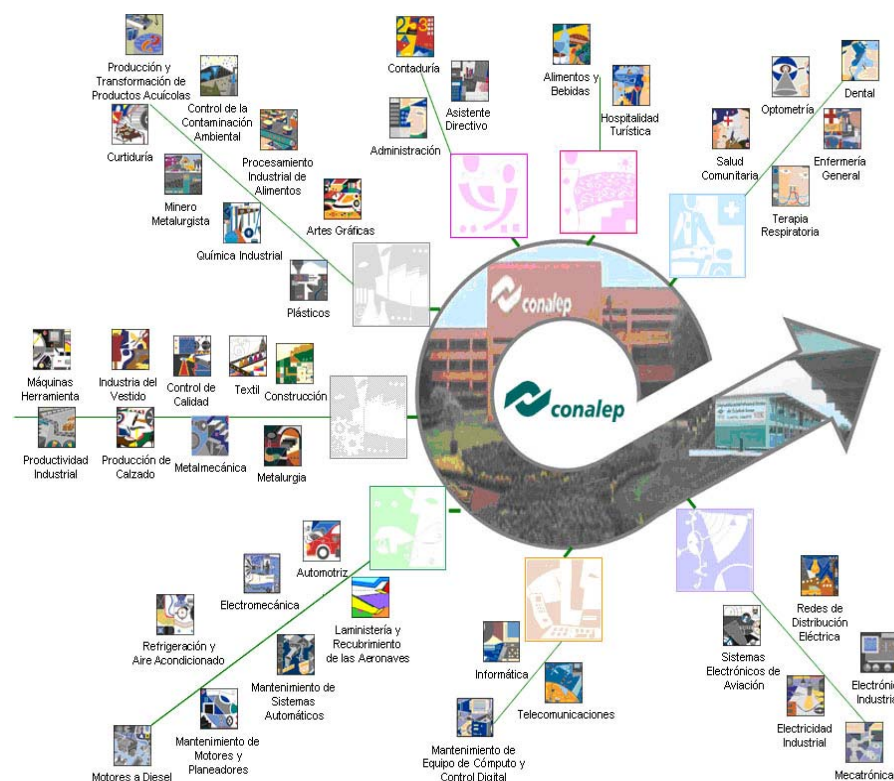 Producción y
Transformación de
Productos Acuícolas
Control de la
Contaminación
Ambiental
Curtiduría
Procesamiento
Industrial de
Alimentos
Minero
Metalurgista
Artes Gráficas
Química Industrial
Plásticos
Contaduría
Asistente
Directivo
Administración
Alimentos y
Bebidas
Hospitalidad
Turística
Optometría
Dental
Salud
Comunitaria
Enfermería
General
Terapia
Respiratoria
conalep
conalep
Máquinas
Herramienta
Industria del
Vestido
Control de
Calidad
Textil
Construcción
Productividad
Industrial
Producción de
Calzado
Metalmecánica
Metalurgia
Automotriz
Electromecánica
Laministería y
Recubrimiento
de las Aeronaves
Refrigeración y
Aire Acondicionado
Mantenimiento de
Sistemas
Automáticos
Mantenimiento de
Motores y
Planeadores
Motores a Diesel
Informática
Telecomunicaciones
Mantenimiento de
Equipo de Cómputo y
Control Digital
Redes de
Distribución
Eléctrica
Sistemas
Electrónicos de
Aviación
Electrónic
Industria
Electricidad
Industrial
Mecatrónica